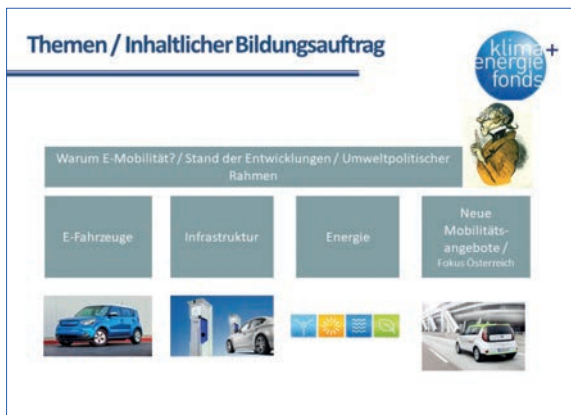 Themen / Inhaltlicher Bildungsauftrag
klima+
energie
fonds
Warum E-Mobilität? / Stand der Entwicklungen / Umweltpolitischer
Rahmen
E-Fahrzeuge
Infrastruktur
Energie
Neue
Mobilitäts-
angebote /
Fokus Österreich